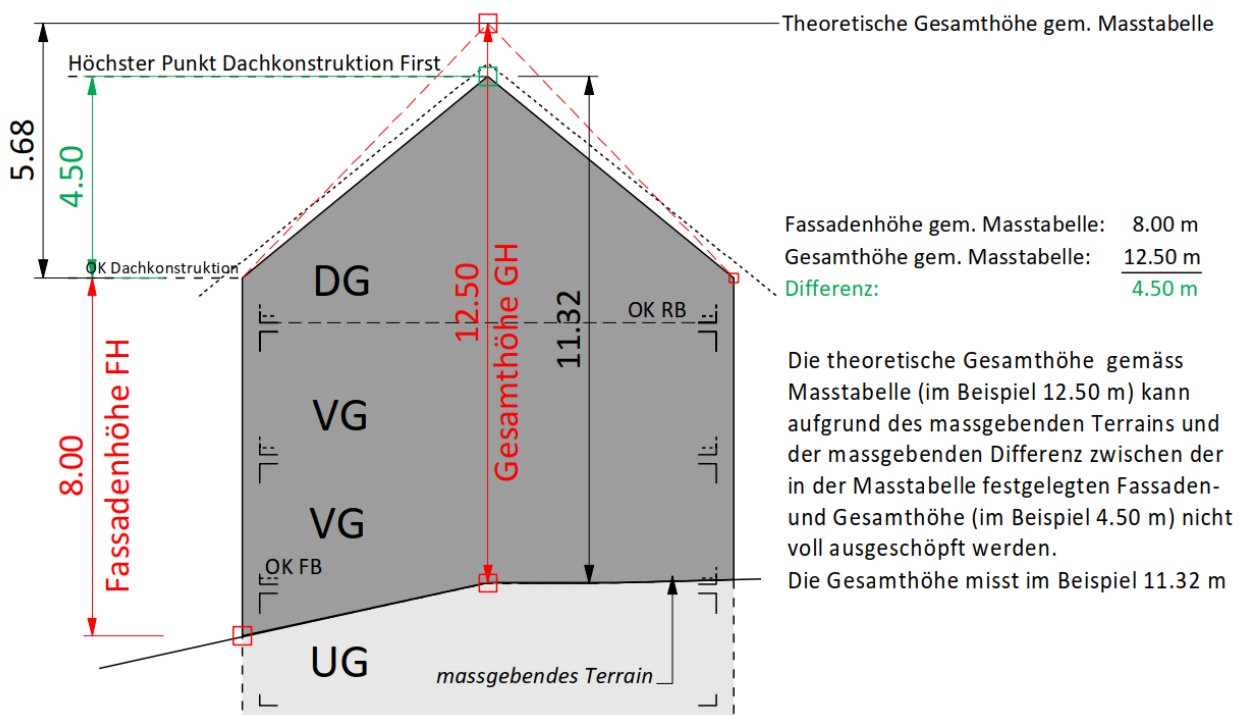 Theoretische Gesamthöhe gem. Masstabelle
Höchster Punkt Dachkonstruktion First
5.68
4.50
OK Dachkonstruktion
8.00
Fassadenhöhe FH
DG
OK RB
VG
VG
OK FB
UG
12.50
Gesamthöhe GH
11.32
massgebendes Terrain
Fassadenhöhe gem. Masstabelle: 8.00 m
Gesamthöhe gem. Masstabelle: 12.50 m
Differenz: 4.50 m
Die theoretische Gesamthöhe gemäss
Masstabelle (im Beispiel 12.50 m) kann
aufgrund des massgebenden Terrains und
der massgebenden Differenz zwischen der
in der Masstabelle festgelegten Fassaden-
und Gesamthöhe (im Beispiel 4.50 m) nicht
voll ausgeschöpft werden.
Die Gesamthöhe misst im Beispiel 11.32 m